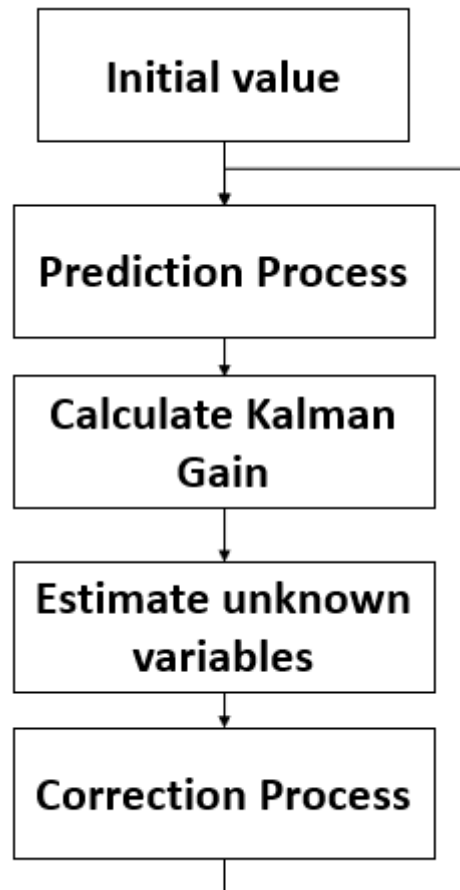 Initial value
Prediction Process
Calculate Kalman
Gain
Estimate unknown
variables
Correction Process